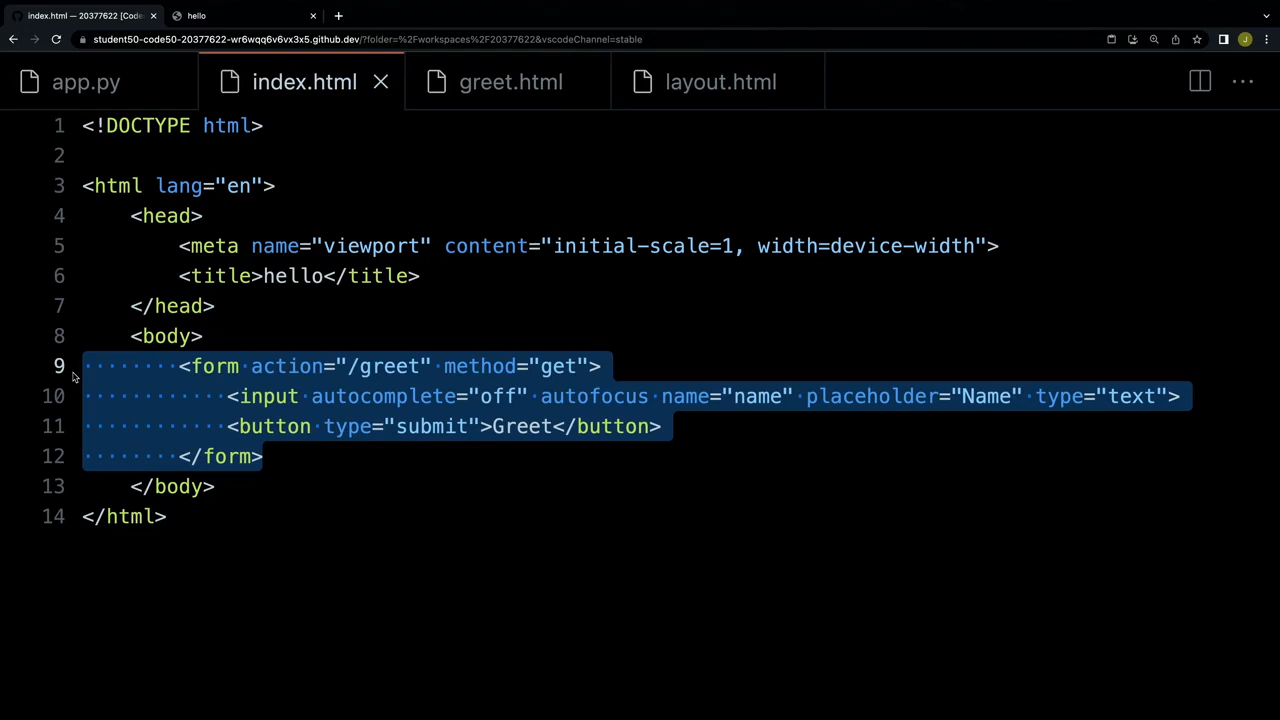 index.html — 20377622 [Code
hello
student50-code50-20377622-wr6wqq6v6vx3x5.github.dev/?folder=%2Fworkspaces%2F20377622&vscodeChannel=stable
J
app.py
index.html
greet.html
layout.html
1 <!DOCTYPE html>
2
3 <html lang="en">
4 <head>
5 <meta name="viewport" content="initial-scale=1, width=device-width">
6 <title>hello</title>
7 </head>
8 <body>
9 <form action="/greet" method="get">
10 <input autocomplete="off" autofocus name="name" placeholder="Name" type="text">
11 <button type="submit">Greet</button>
12 </form>
13 </body>
14 </html>